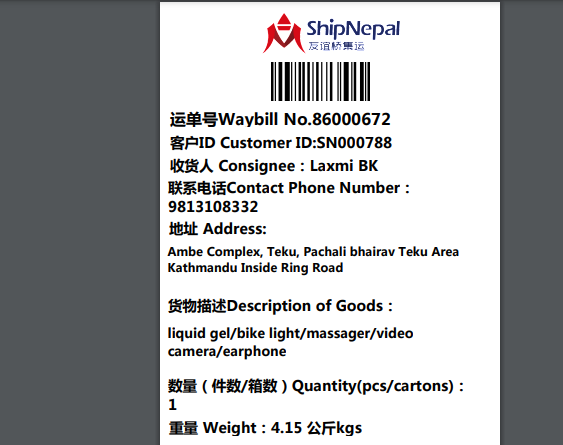 ShipNepal
友谊桥集运
运单号Waybill No.86000672
客户ID Customer ID:SN000788
收货人 Consignee：Laxmi BK
联系电话Contact Phone Number：
9813108332
地址 Address:
Ambe Complex, Teku, Pachali bhairav Teku Area
Kathmandu Inside Ring Road
货物描述Description of Goods：
liquid gel/bike light/massager/video
camera/earphone
数量（件数/箱数）Quantity(pcs/cartons)：
1
重量 Weight：4.15 公斤kgs